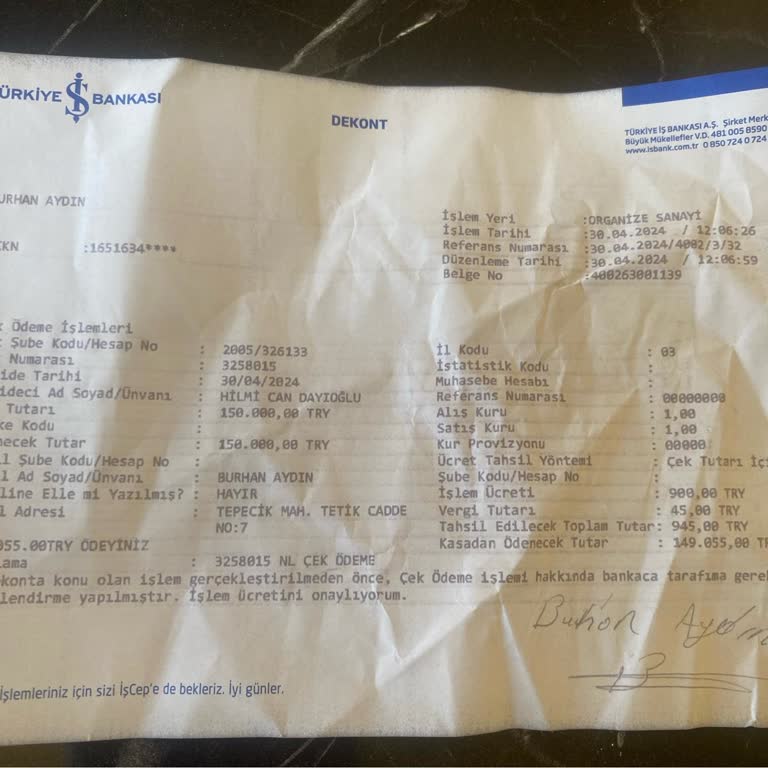 TÜRKİYE İŞ BANKASI
DEKONT
TÜRKİYE İŞ BANKASI A.Ş. Şirket Merk
Büyük Mükellefler V.D. 481 005 8590
www.isbank.com.tr 0 850 724 0 724
URHAN AYDIN
KN :1651634****
İşlem Yeri :ORGANİZE SANAYİ
İşlem Tarihi :30.04.2024 / 12:06:26
Referans Numarası :30.04.2024/4002/3/32
Düzenleme Tarihi :30.04.2024 / 12:06:59
Belge No :400263001139
k Ödeme İşlemleri
Şube Kodu/Hesap No : 2005/326133
Numarası : 3258015
ide Tarihi : 30/04/2024
ideci Ad Soyad/Ünvanı : HİLMİ CAN DAYIOĞLU
Tutarı : 150.000,00 TRY
ke Kodu :
necek Tutar : 150.000,00 TRY
l Şube Kodu/Hesap No :
l Ad Soyad/Ünvanı : BURHAN AYDIN
line Elle mi Yazılmış? : HAYIR
l Adresi : TEPECİK MAH. TETİK CADDE
NO:7
055.00TRY ÖDEYİNİZ
lama : 3258015 NL ÇEK ÖDEME
İl Kodu : 03
İstatistik Kodu :
Muhasebe Hesabı :
Referans Numarası : 00000000
Alış Kuru : 1,00
Satış Kuru : 1,00
Kur Provizyonu : 00000
Ücret Tahsil Yöntemi : Çek Tutarı İçi
Şube Kodu/Hesap No :
İşlem Ücreti : 900,00 TRY
Vergi Tutarı : 45,00 TRY
Tahsil Edilecek Toplam Tutar: 945,00 TRY
Kasadan Ödenecek Tutar : 149.055,00 TR
konta konu olan işlem gerçekleştirilmeden önce, Çek Ödeme işlemi hakkında bankaca tarafıma gerel
lendirme yapılmıştır. İşlem ücretini onaylıyorum.
Burhan Aydın
İşlemleriniz için sizi İşCep'e de bekleriz. İyi günler.